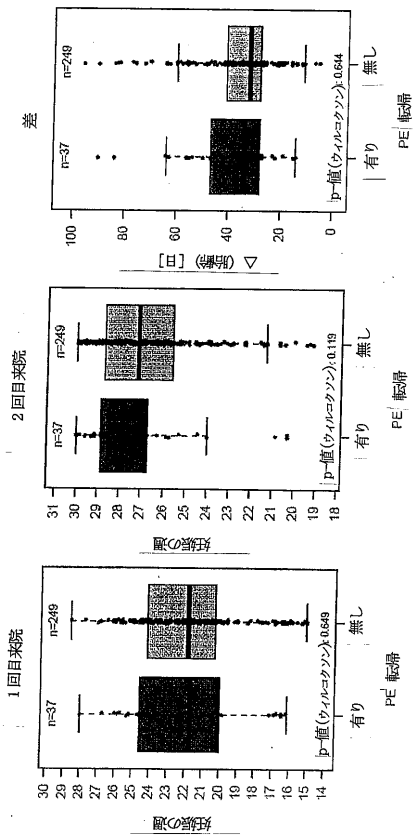 1回目来院
妊娠の週
30
29
28
27
26
25
24
23
22
21
20
19
18
17
16
15
14
n=37
n=249
p-値(ウィルコクソン):0.649
有り
無し
PE 転帰
2回目来院
妊娠の週
31
30
29
28
27
26
25
24
23
22
21
20
19
18
n=37
n=249
p-値(ウィルコクソン):0.119
有り
無し
PE 転帰
差
△(胎齢)[日]
100
80
60
40
20
0
n=37
n=249
p-値(ウィルコクソン):0.644
有り
無し
PE 転帰